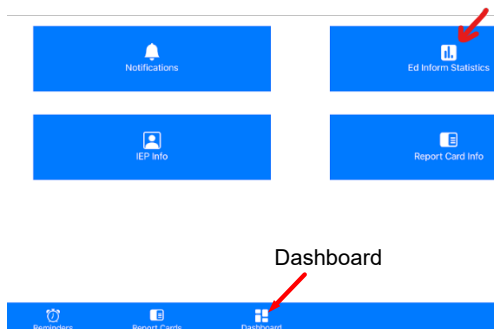 Notifications
Ed Inform Statistics
IEP Info
Report Card Info
Dashboard
Reminders
Report Cards
Dashboard